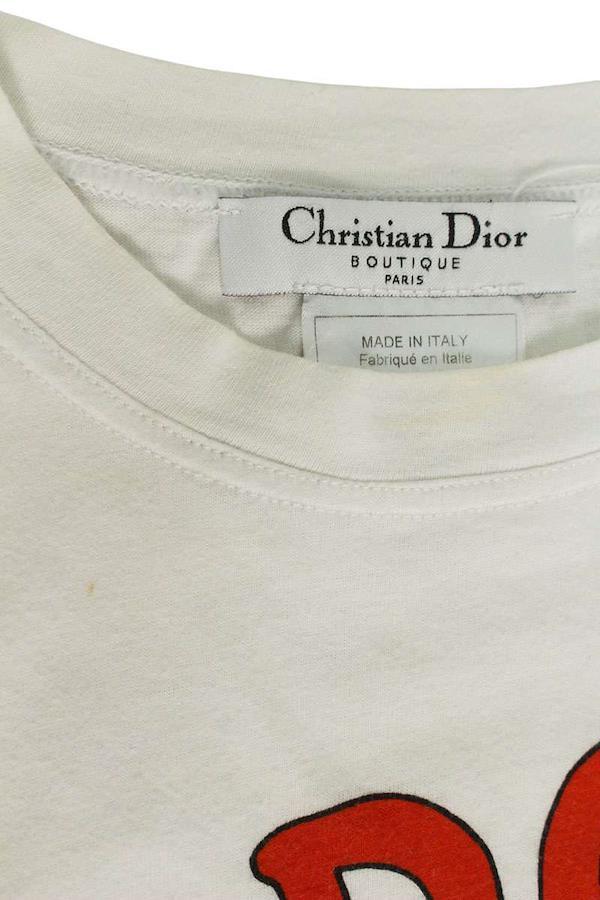 Christian Dior
BOUTIQUE
PARIS
MADE IN ITALY
Fabriqué en Italie